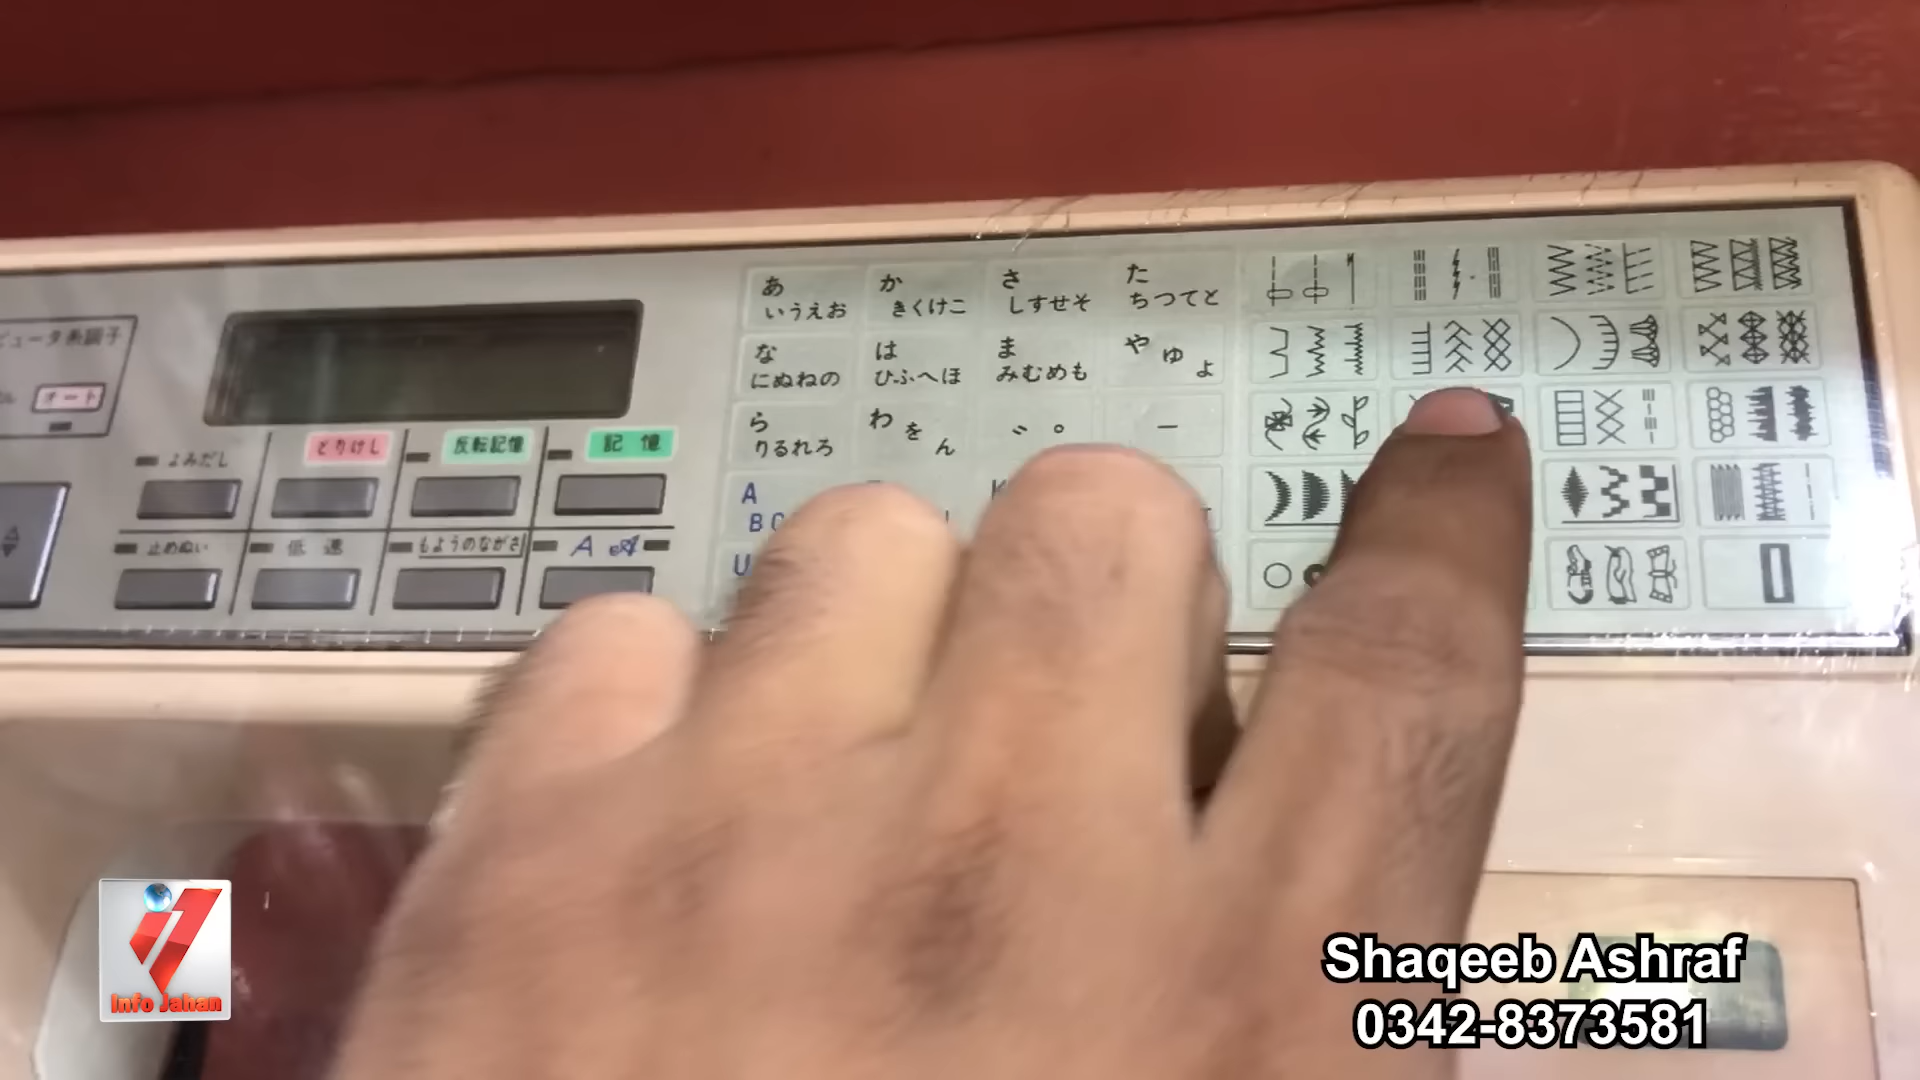 ピュータ糸調子
オート
よみだし
とりけし
反転記憶
記憶
止めぬい
低速
もようのながさ
A A
あ
いうえお
か
きくけこ
さ
しすせそ
た
ちつてと
な
にぬねの
は
ひふへほ
ま
みむめも
や ゆ ょ
ら
りるれろ
わ を ん
゛ ゜
ー
A
B C
U
Info Jahan
Shaqeeb Ashraf
0342-8373581